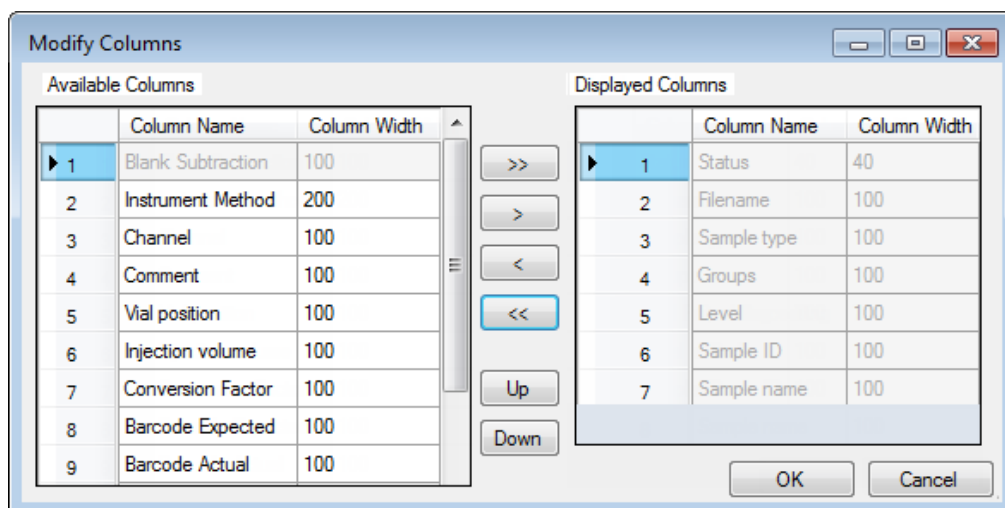 Modify Columns
Available Columns
Displayed Columns
Column Name Column Width
1 Blank Subtraction 100
2 Instrument Method 200
3 Channel 100
4 Comment 100
5 Vial position 100
6 Injection volume 100
7 Conversion Factor 100
8 Barcode Expected 100
9 Barcode Actual 100
>>
>
<
<<
Up
Down
Column Name Column Width
1 Status 40
2 Filename 100
3 Sample type 100
4 Groups 100
5 Level 100
6 Sample ID 100
7 Sample name 100
OK Cancel